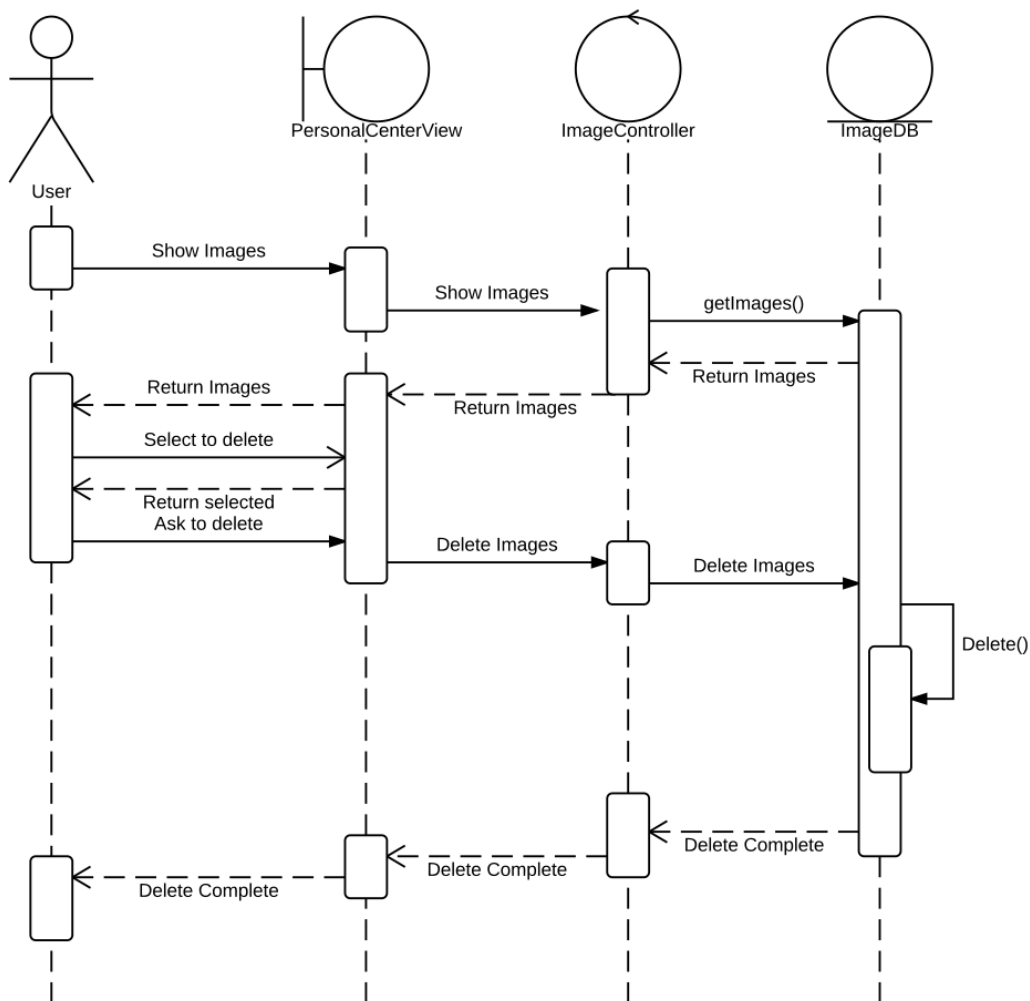 PersonalCenterView
ImageController
ImageDB
User
Show Images
Show Images
getImages()
Return Images
Return Images
Return Images
Select to delete
Return selected
Ask to delete
Delete Images
Delete Images
Delete()
Delete Complete
Delete Complete
Delete Complete